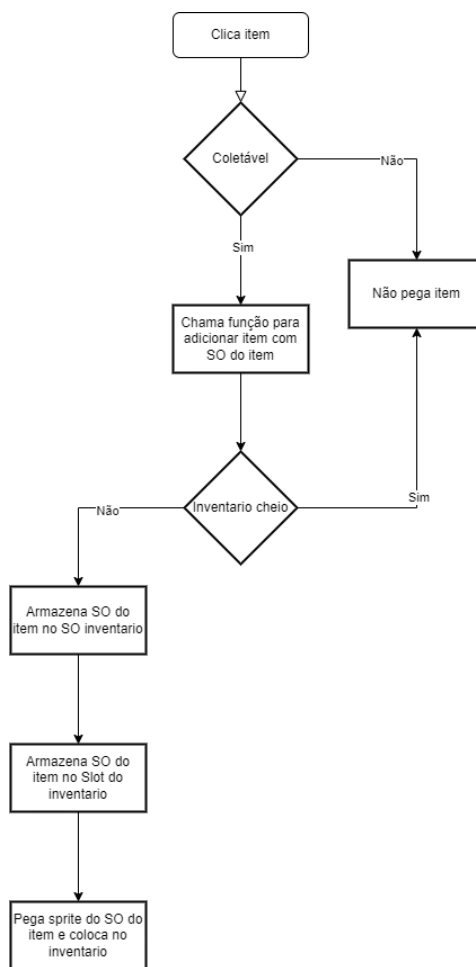 Clica item
Coletável
Não
Sim
Não pega item
Chama função para
adicionar item com
SO do item
Inventario cheio
Sim
Não
Armazena SO do
item no SO inventario
Armazena SO do
item no Slot do
inventario
Pega sprite do SO do
item e coloca no
inventario